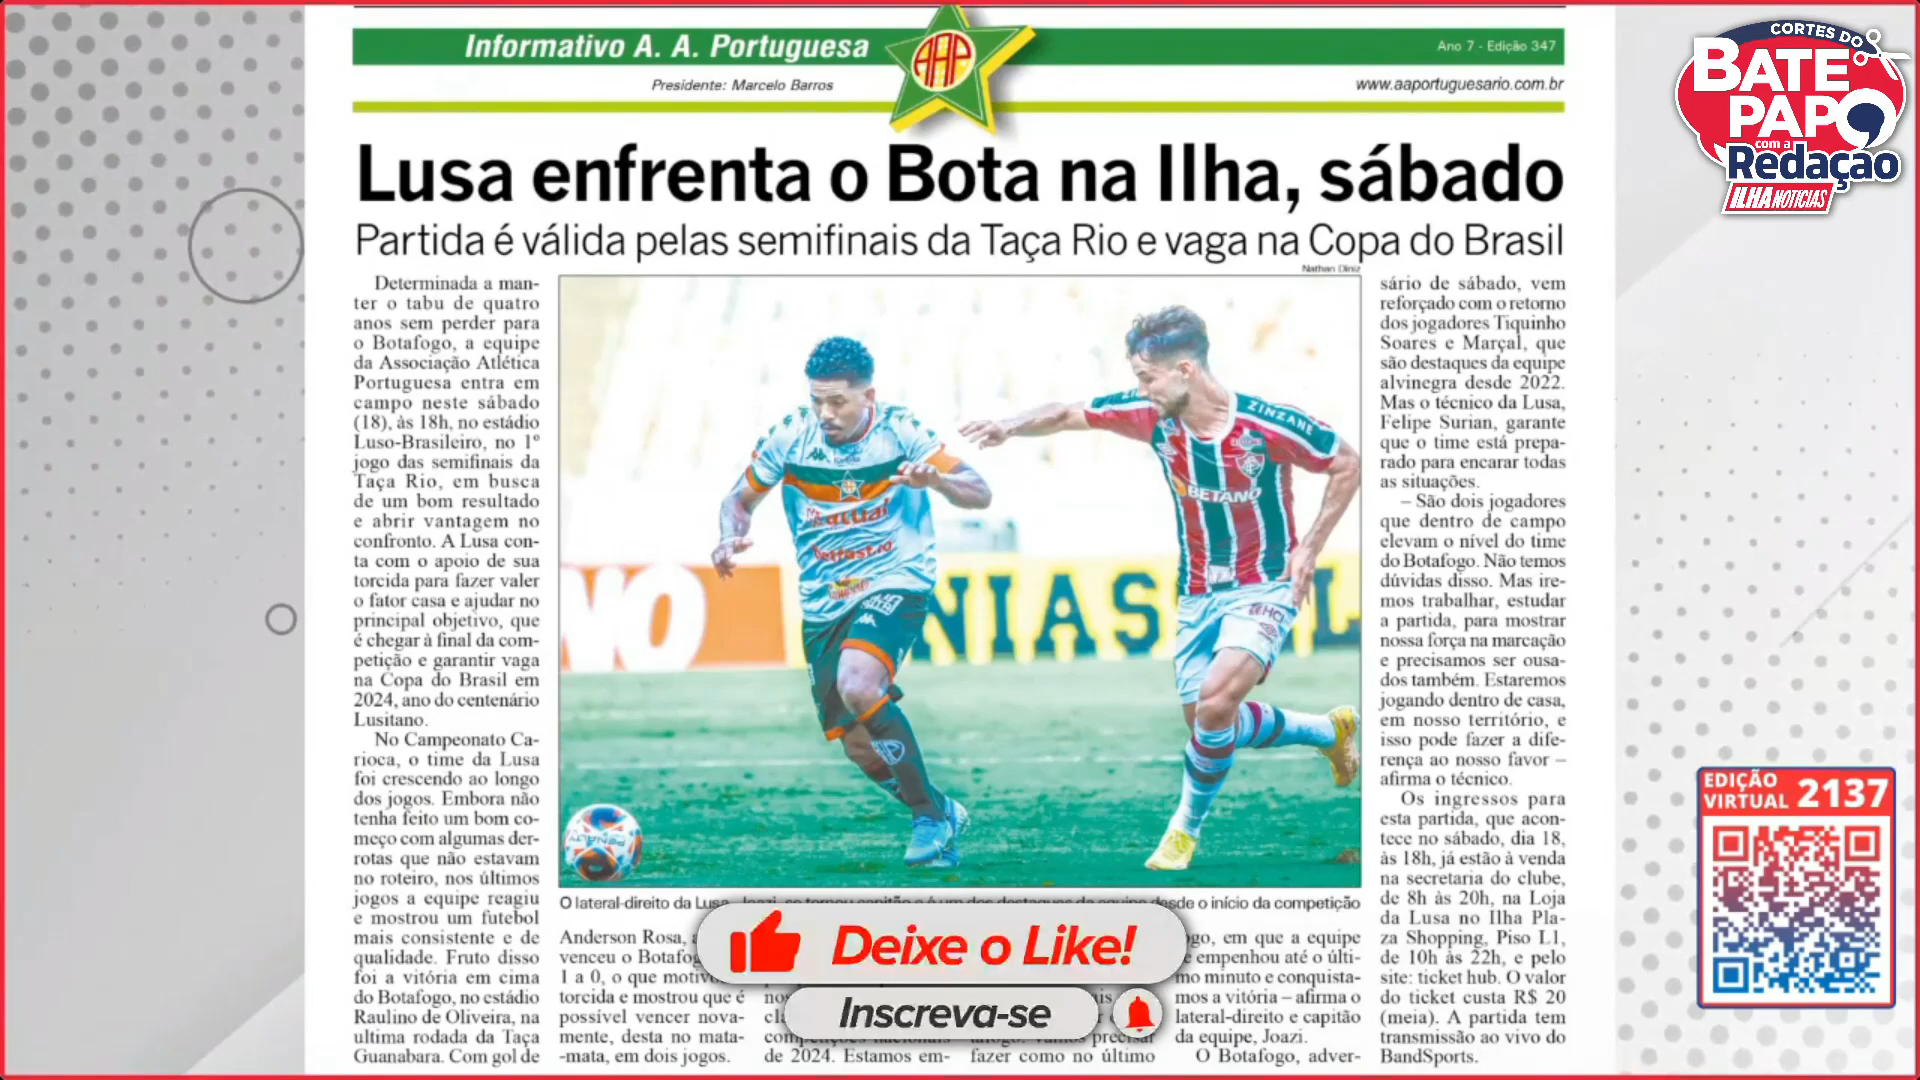 Informativo A. A. Portuguesa
AAP
Ano 7 - Edição 347
Presidente: Marcelo Barros
www.aaportuguesario.com.br
Lusa enfrenta o Bota na Ilha, sábado
Partida é válida pelas semifinais da Taça Rio e vaga na Copa do Brasil
Nathan Diniz
Determinada a man-
ter o tabu de quatro
anos sem perder para
o Botafogo, a equipe
da Associação Atlética
Portuguesa entra em
campo neste sábado
(18), às 18h, no estádio
Luso-Brasileiro, no 1º
jogo das semifinais da
Taça Rio, em busca
de um bom resultado
e abrir vantagem no
confronto. A Lusa con-
ta com o apoio de sua
torcida para fazer valer
o fator casa e ajudar no
principal objetivo, que
é chegar à final da com-
petição e garantir vaga
na Copa do Brasil em
2024, ano do centenário
Lusitano.
No Campeonato Ca-
rioca, o time da Lusa
foi crescendo ao longo
dos jogos. Embora não
tenha feito um bom co-
meço com algumas der-
rotas que não estavam
no roteiro, nos últimos
jogos a equipe reagiu
e mostrou um futebol
mais consistente e de
qualidade. Fruto disso
foi a vitória em cima
do Botafogo, no estádio
Raulino de Oliveira, na
última rodada da Taça
Guanabara. Com gol de
ZINZANE
BETANO
NIAS
O lateral-direito da Lusa, Joazi, se tornou capitão e é um dos destaques da equipe desde o início da competição
Anderson Rosa,
venceu o Botafog
1 a 0, o que motiv
torcida e mostrou que é
possível vencer nova-
mente, desta no mata-
-mata, em dois jogos.
nos
de 2024. Estamos em-
precisar
fazer como no último
go, em que a equipe
empenhou até o últi-
mo minuto e conquista-
mos a vitória – afirma o
lateral-direito e capitão
da equipe, Joazi.
O Botafogo, adver-
sário de sábado, vem
reforçado com o retorno
dos jogadores Tiquinho
Soares e Marçal, que
são destaques da equipe
alvinegra desde 2022.
Mas o técnico da Lusa,
Felipe Surian, garante
que o time está prepa-
rado para encarar todas
as situações.
– São dois jogadores
que dentro de campo
elevam o nível do time
do Botafogo. Não temos
dúvidas disso. Mas ire-
mos trabalhar, estudar
a partida, para mostrar
nossa força na marcação
e precisamos ser ousa-
dos também. Estaremos
jogando dentro de casa,
em nosso território, e
isso pode fazer a dife-
rença ao nosso favor –
afirma o técnico.
Os ingressos para
esta partida, que acon-
tece no sábado, dia 18,
às 18h, já estão à venda
na secretaria do clube,
de 8h às 20h, na Loja
da Lusa no Ilha Pla-
za Shopping, Piso L1,
de 10h às 22h, e pelo
site: ticket hub. O valor
do ticket custa R$ 20
(meia). A partida tem
transmissão ao vivo do
BandSports.
Deixe o Like!
Inscreva-se
CORTES DO
BATE
PAPO
com a
Redação
ILHA NOTÍCIAS
EDIÇÃO
VIRTUAL 2137